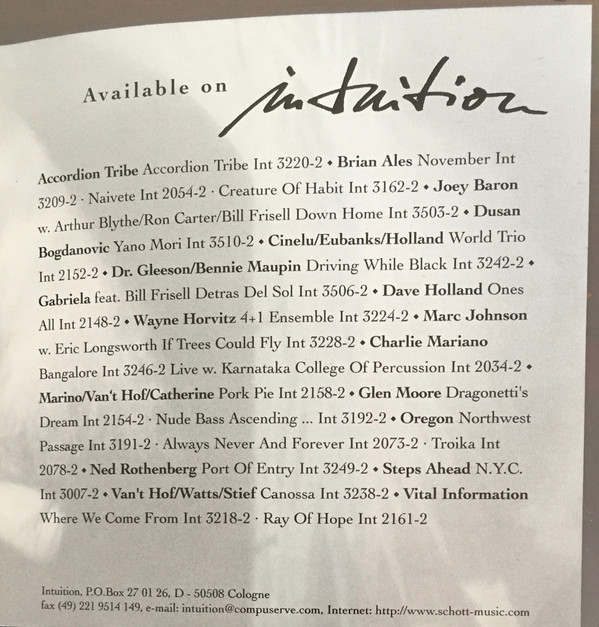 Available on intuition
Accordion Tribe Accordion Tribe Int 3220-2 ⬩ Brian Ales November Int
3209-2 · Naivete Int 2054-2 · Creature Of Habit Int 3162-2 ⬩ Joey Baron
w. Arthur Blythe/Ron Carter/Bill Frisell Down Home Int 3503-2 ⬩ Dusan
Bogdanovic Yano Mori Int 3510-2 ⬩ Cinelu/Eubanks/Holland World Trio
Int 2152-2 ⬩ Dr. Gleeson/Bennie Maupin Driving While Black Int 3242-2 ⬩
Gabriela feat. Bill Frisell Detras Del Sol Int 3506-2 ⬩ Dave Holland Ones
All Int 2148-2 ⬩ Wayne Horvitz 4+1 Ensemble Int 3224-2 ⬩ Marc Johnson
w. Eric Longsworth If Trees Could Fly Int 3228-2 ⬩ Charlie Mariano
Bangalore Int 3246-2 Live w. Karnataka College Of Percussion Int 2034-2 ⬩
Marino/Van't Hof/Catherine Pork Pie Int 2158-2 ⬩ Glen Moore Dragonetti's
Dream Int 2154-2 · Nude Bass Ascending ... Int 3192-2 ⬩ Oregon Northwest
Passage Int 3191-2 · Always Never And Forever Int 2073-2 · Troika Int
2078-2 ⬩ Ned Rothenberg Port Of Entry Int 3249-2 ⬩ Steps Ahead N.Y.C.
Int 3007-2 ⬩ Van't Hof/Watts/Stief Canossa Int 3238-2 ⬩ Vital Information
Where We Come From Int 3218-2 · Ray Of Hope Int 2161-2
Intuition, P.O.Box 27 01 26, D - 50508 Cologne
fax (49) 221 9514 149, e-mail: intuition@compuserve.com, Internet: http://www.schott-music.com